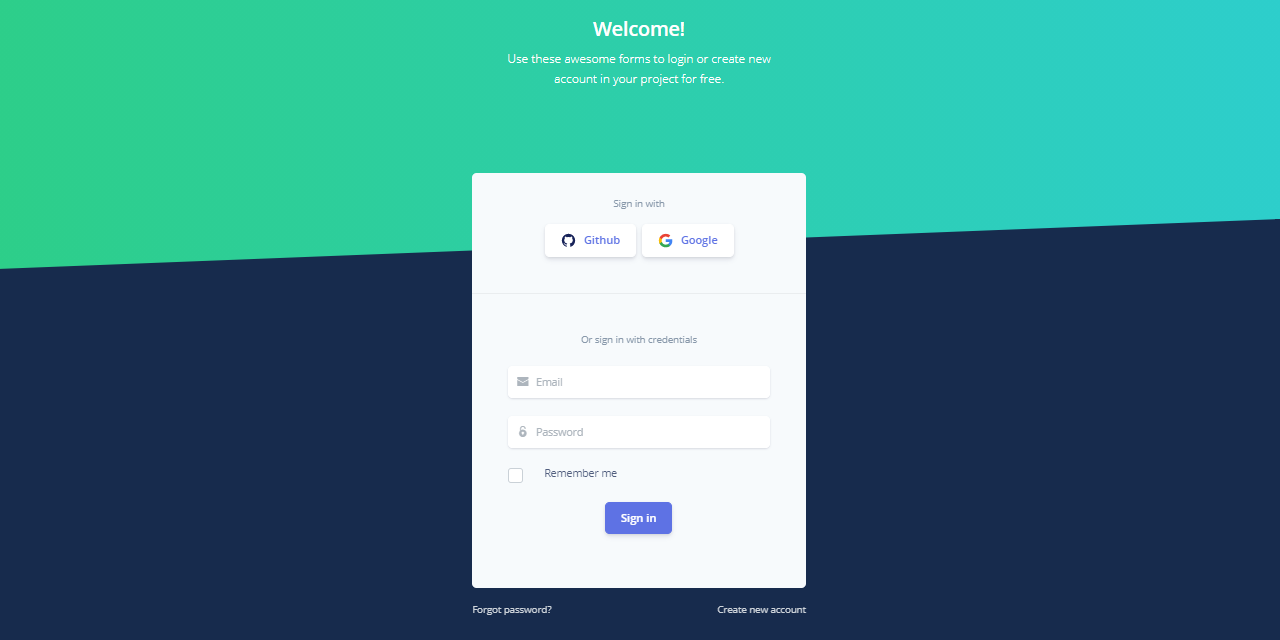 Welcome!
Use these awesome forms to login or create new
account in your project for free.
Sign in with
Github
Google
Or sign in with credentials
Email
Password
Remember me
Sign in
Forgot password?
Create new account